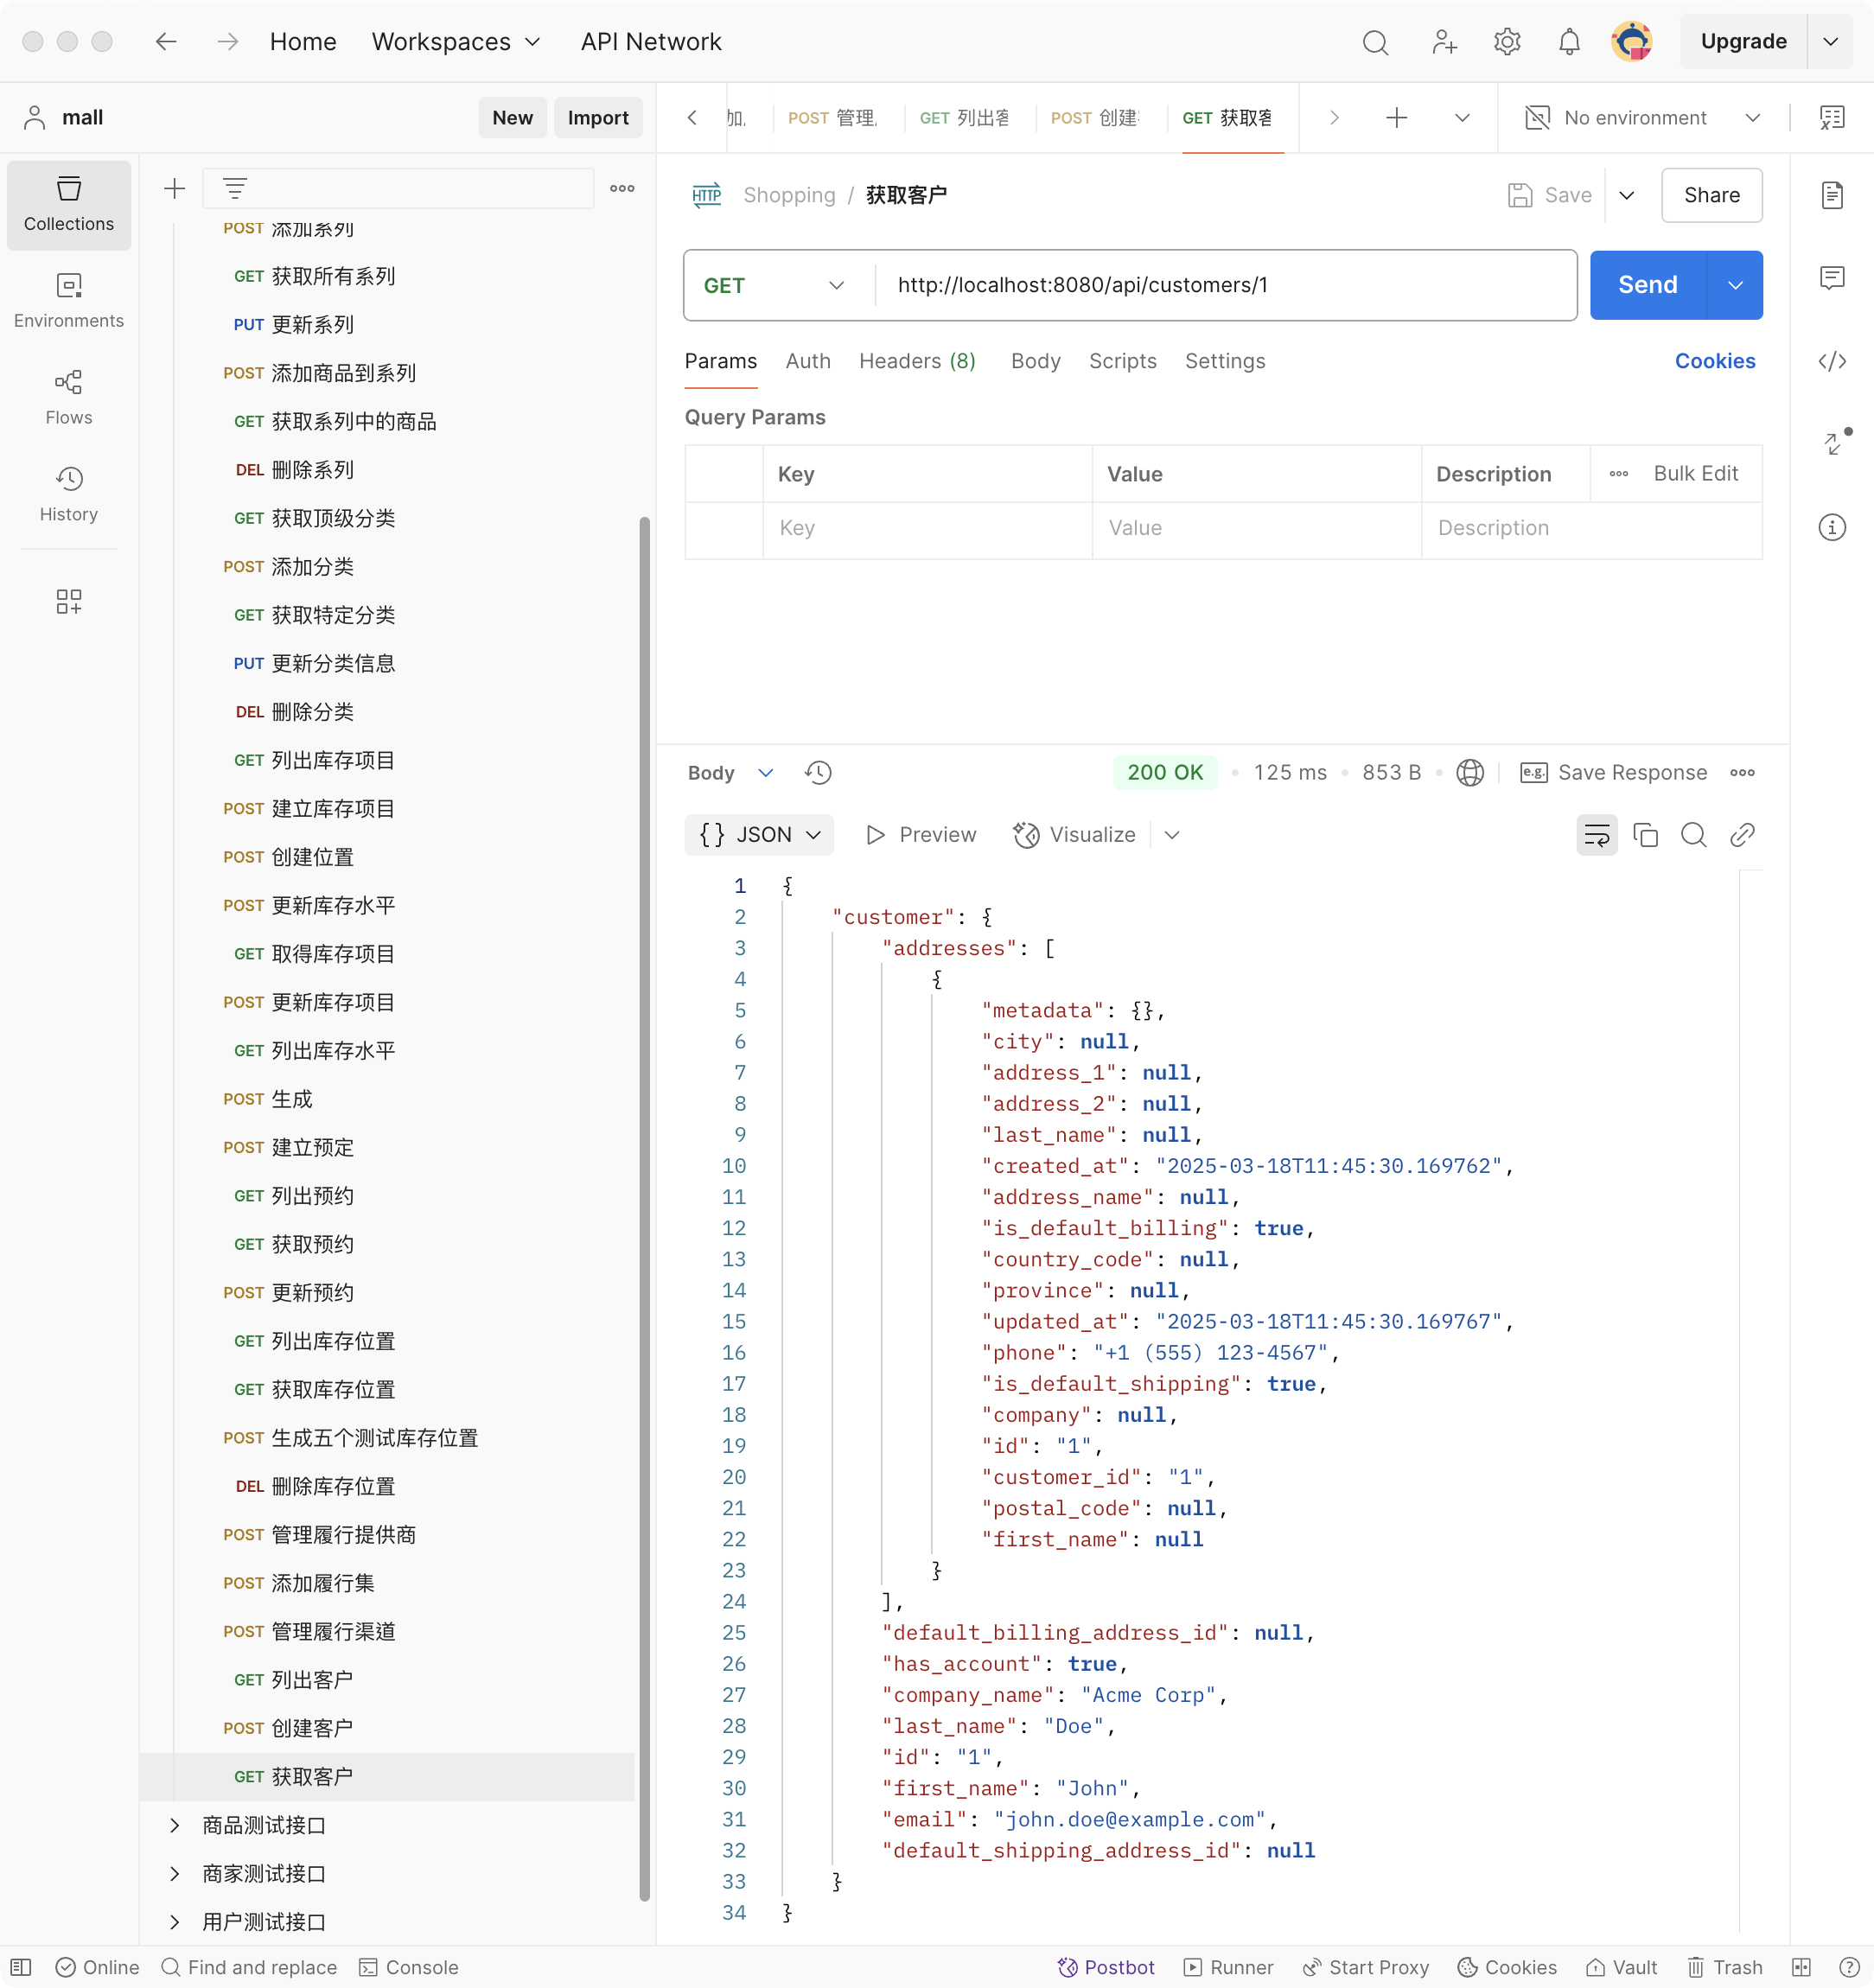 Home Workspaces API Network Upgrade
mall New Import
加. POST 管理. GET 列出客 POST 创建 GET 获取客 No environment
Collections
Environments
Flows
History
POST 添加系列
GET 获取所有系列
PUT 更新系列
POST 添加商品到系列
GET 获取系列中的商品
DEL 删除系列
GET 获取顶级分类
POST 添加分类
GET 获取特定分类
PUT 更新分类信息
DEL 删除分类
GET 列出库存项目
POST 建立库存项目
POST 创建位置
POST 更新库存水平
GET 取得库存项目
POST 更新库存项目
GET 列出库存水平
POST 生成
POST 建立预定
GET 列出预约
GET 获取预约
POST 更新预约
GET 列出库存位置
GET 获取库存位置
POST 生成五个测试库存位置
DEL 删除库存位置
POST 管理履行提供商
POST 添加履行集
POST 管理履行渠道
GET 列出客户
POST 创建客户
GET 获取客户
商品测试接口
商家测试接口
用户测试接口
HTTP Shopping / 获取客户 Save Share
GET http://localhost:8080/api/customers/1 Send
Params Auth Headers (8) Body Scripts Settings Cookies
Query Params
Key Value Description Bulk Edit
Key Value Description
Body 200 OK 125 ms 853 B e.g. Save Response
{} JSON Preview Visualize
1 {
2 "customer": {
3 "addresses": [
4 {
5 "metadata": {},
6 "city": null,
7 "address_1": null,
8 "address_2": null,
9 "last_name": null,
10 "created_at": "2025-03-18T11:45:30.169762",
11 "address_name": null,
12 "is_default_billing": true,
13 "country_code": null,
14 "province": null,
15 "updated_at": "2025-03-18T11:45:30.169767",
16 "phone": "+1 (555) 123-4567",
17 "is_default_shipping": true,
18 "company": null,
19 "id": "1",
20 "customer_id": "1",
21 "postal_code": null,
22 "first_name": null
23 }
24 ],
25 "default_billing_address_id": null,
26 "has_account": true,
27 "company_name": "Acme Corp",
28 "last_name": "Doe",
29 "id": "1",
30 "first_name": "John",
31 "email": "john.doe@example.com",
32 "default_shipping_address_id": null
33 }
34 }
Online Find and replace Console Postbot Runner Start Proxy Cookies Vault Trash